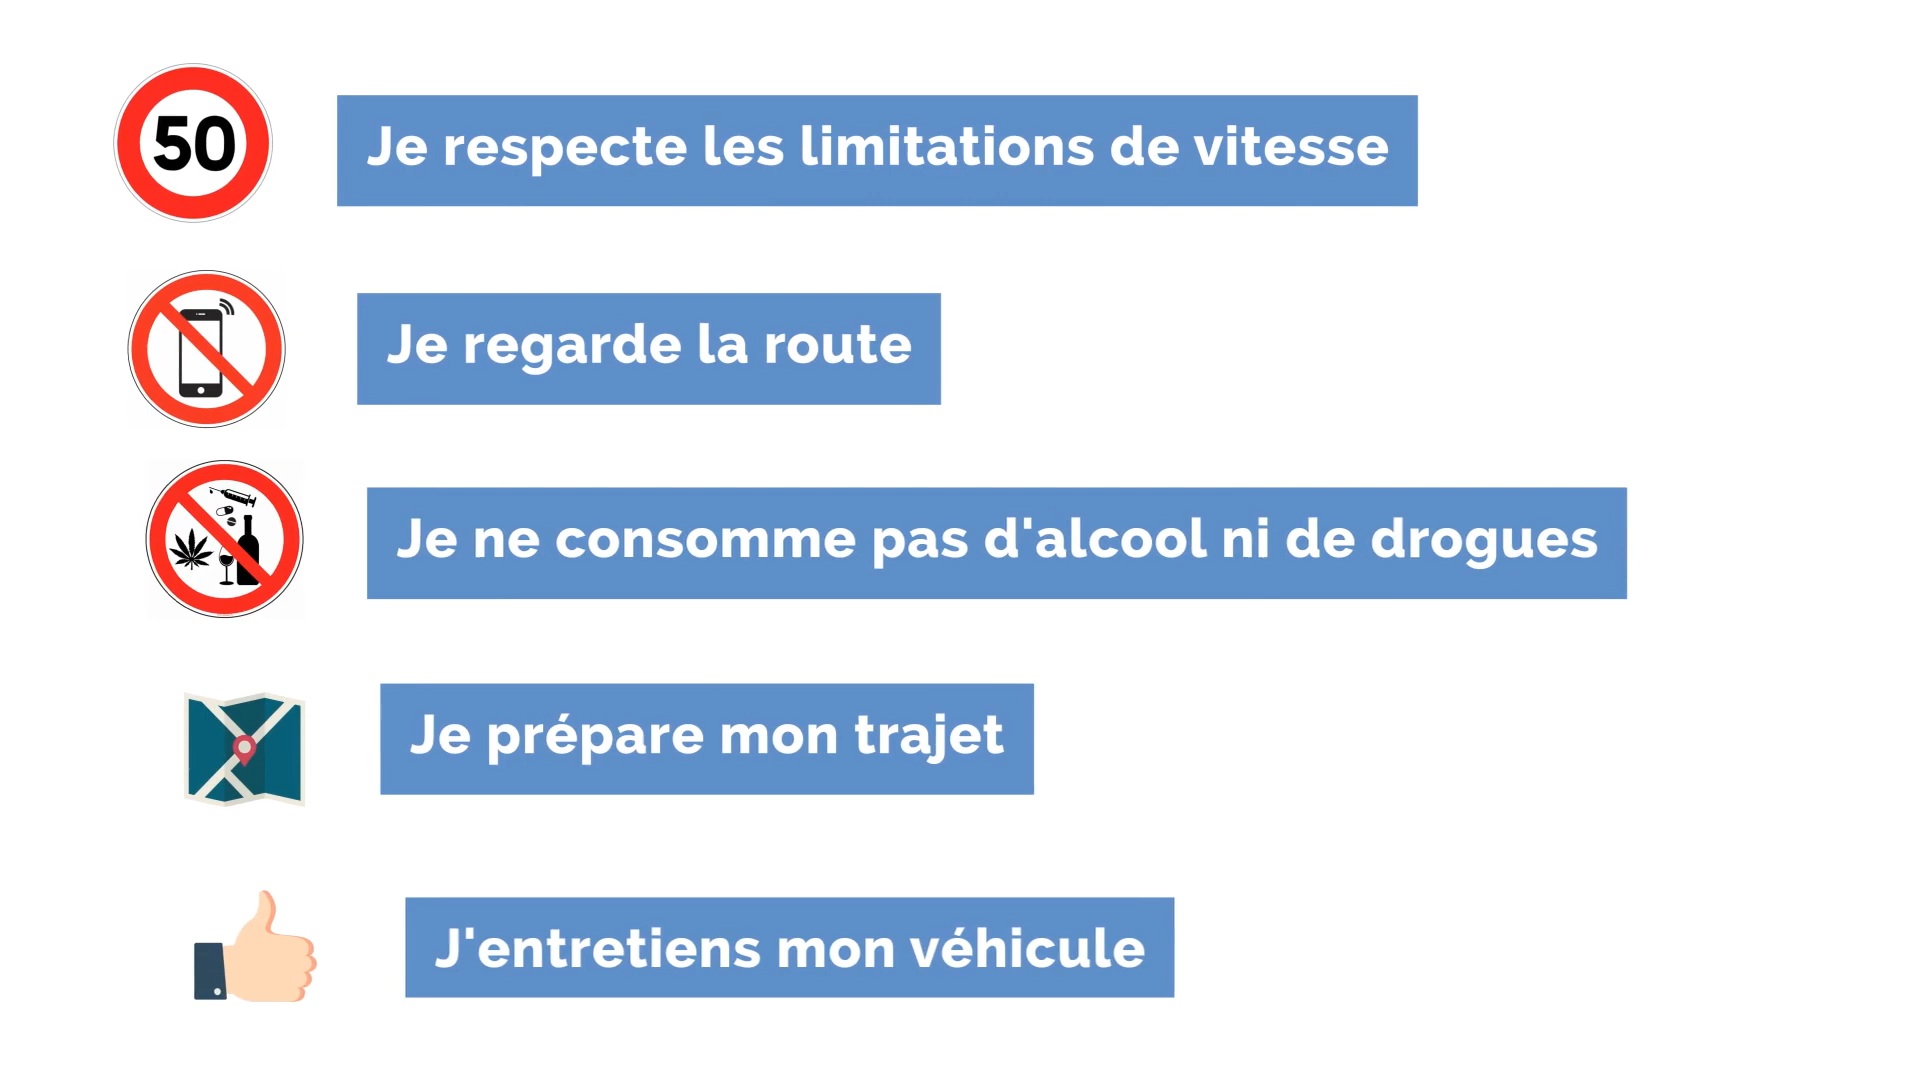 50
Je respecte les limitations de vitesse
Je regarde la route
Je ne consomme pas d'alcool ni de drogues
Je prépare mon trajet
J'entretiens mon véhicule